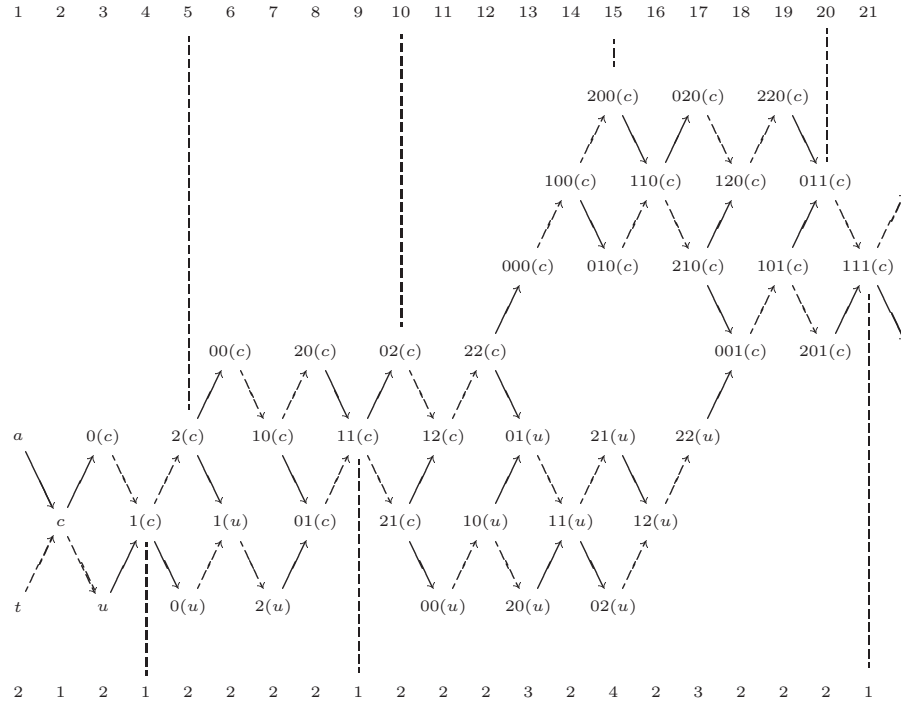 1 2 3 4 5 6 7 8 9 10 11 12 13 14 15 16 17 18 19 20 21
200(c) 020(c) 220(c)
100(c) 110(c) 120(c) 011(c)
000(c) 010(c) 210(c) 101(c) 111(c)
00(c) 20(c) 02(c) 22(c) 001(c) 201(c)
a 0(c) 2(c) 10(c) 11(c) 12(c) 01(u) 21(u) 22(u)
c 1(c) 1(u) 01(c) 21(c) 10(u) 11(u) 12(u)
t u 0(u) 2(u) 00(u) 20(u) 02(u)
2 1 2 1 2 2 2 2 1 2 2 2 3 2 4 2 3 2 2 2 1